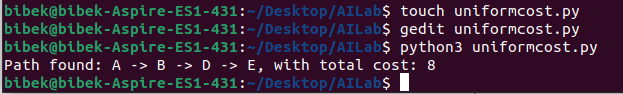 bibek@bibek-Aspire-ES1-431:~/Desktop/AILab$ touch uniformcost.py
bibek@bibek-Aspire-ES1-431:~/Desktop/AILab$ gedit uniformcost.py
bibek@bibek-Aspire-ES1-431:~/Desktop/AILab$ python3 uniformcost.py
Path found: A -> B -> D -> E, with total cost: 8
bibek@bibek-Aspire-ES1-431:~/Desktop/AILab$